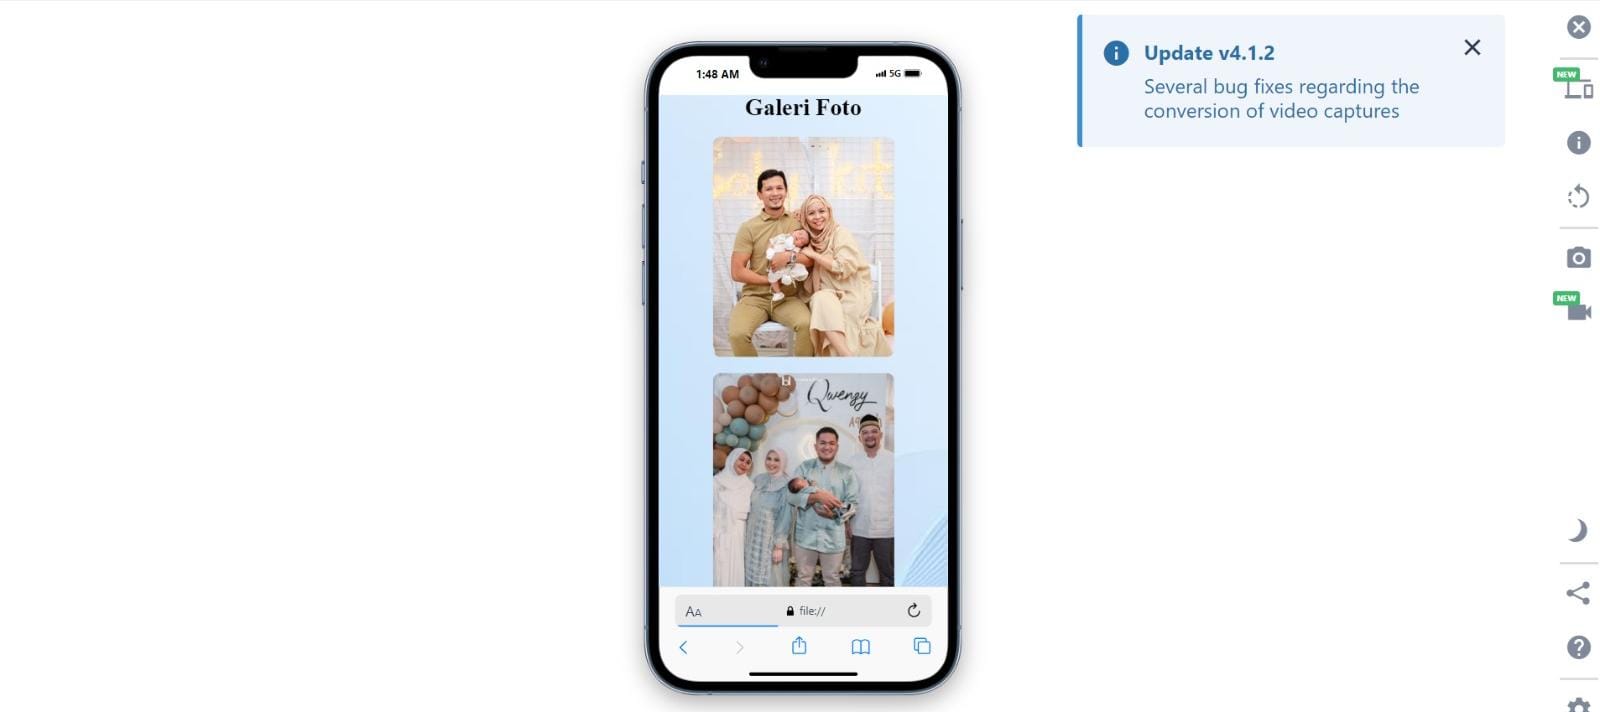 1:48 AM
5G
Galeri Foto
Qwenzy
AA
file://
Update v4.1.2
Several bug fixes regarding the
conversion of video captures
NEW
NEW